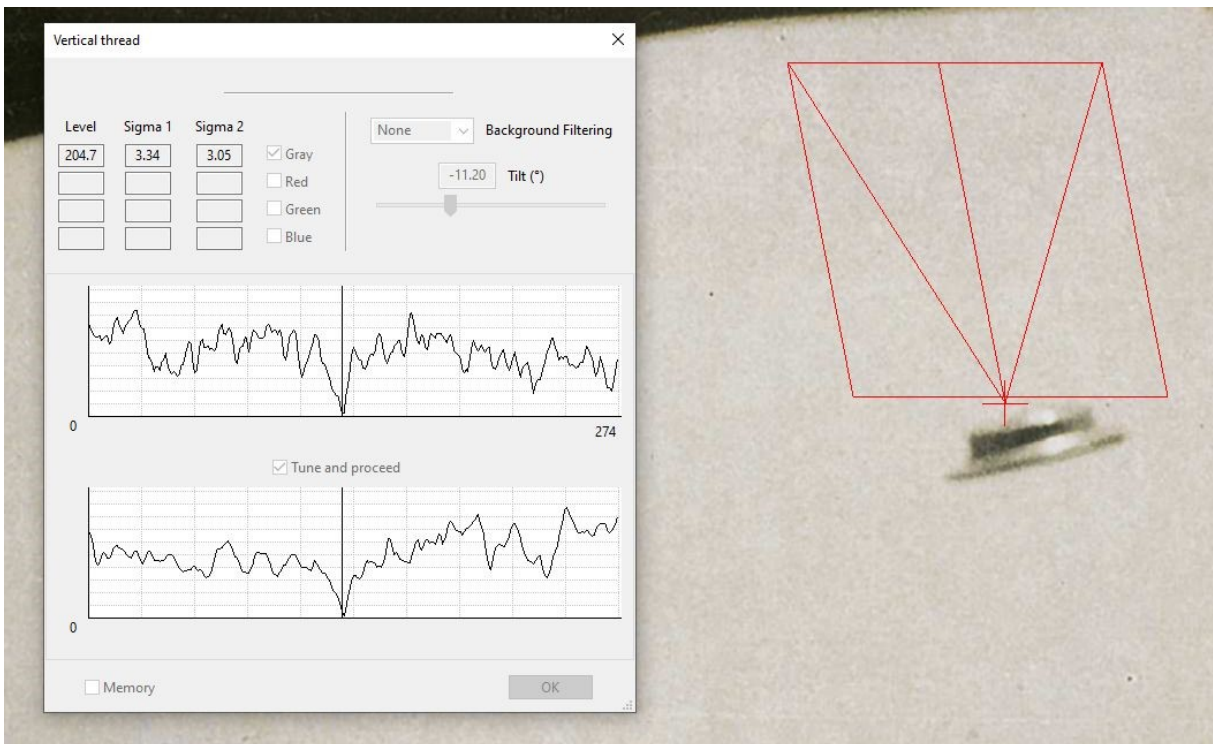 Vertical thread
Level Sigma 1 Sigma 2
204.7 3.34 3.05 Gray
Red
Green
Blue
None Background Filtering
-11.20 Tilt (°)
0 274
Tune and proceed
0
Memory OK